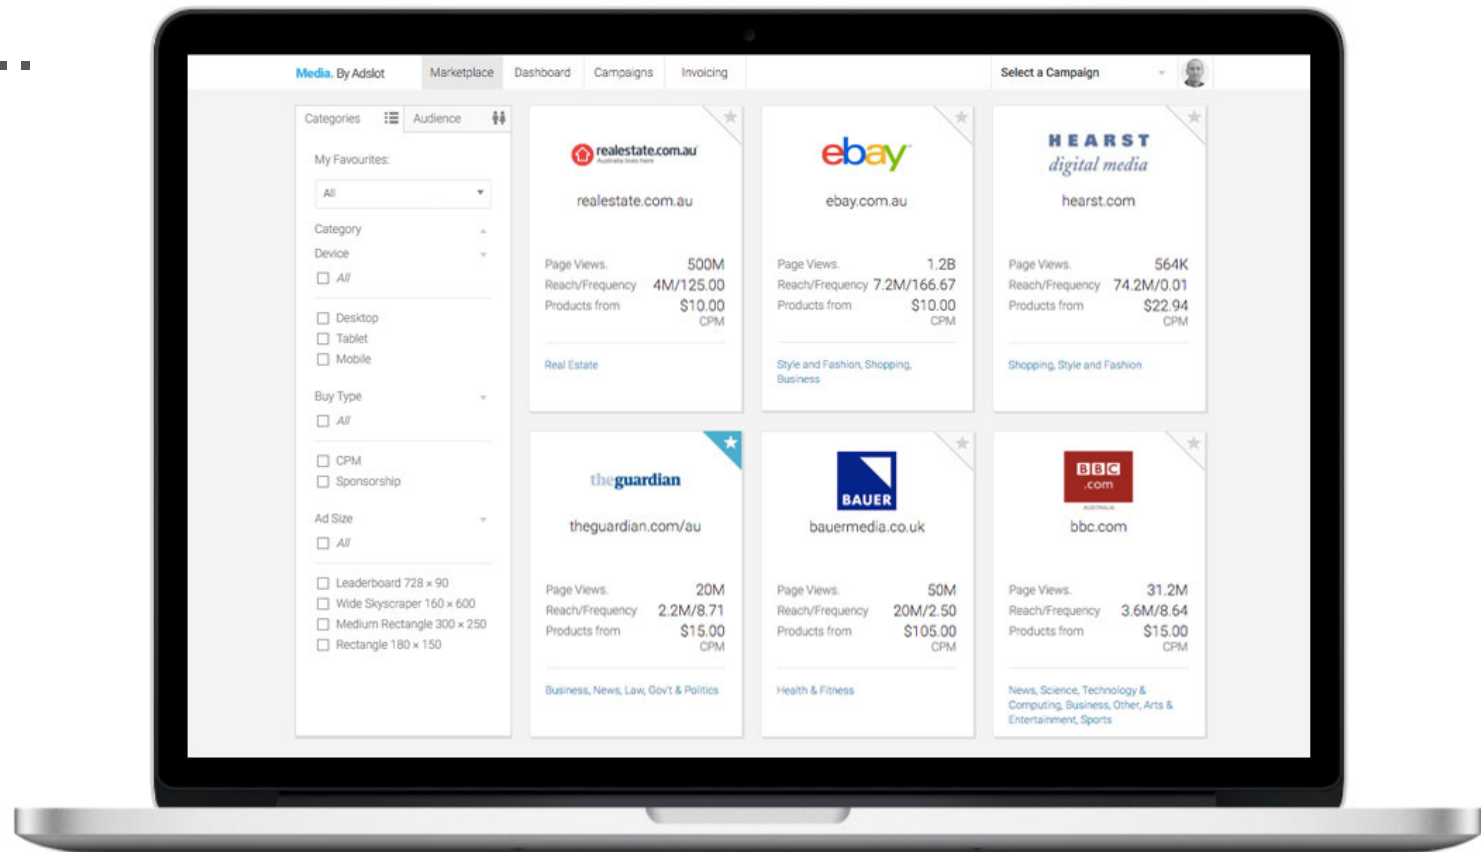 Media. By Adslot
Marketplace
Dashboard
Campaigns
Invoicing
Select a Campaign
Categories
Audience
My Favourites:
All
Category
Device
All
Desktop
Tablet
Mobile
Buy Type
All
CPM
Sponsorship
Ad Size
All
Leaderboard 728 × 90
Wide Skyscraper 160 × 600
Medium Rectangle 300 × 250
Rectangle 180 × 150
realestate.com.au
Australia lives here
realestate.com.au
Page Views. 500M
Reach/Frequency 4M/125.00
Products from $10.00
CPM
Real Estate
ebay
ebay.com.au
Page Views. 1.2B
Reach/Frequency 7.2M/166.67
Products from $10.00
CPM
Style and Fashion, Shopping,
Business
HEARST
digital media
hearst.com
Page Views. 564K
Reach/Frequency 74.2M/0.01
Products from $22.94
CPM
Shopping, Style and Fashion
theguardian
theguardian.com/au
Page Views. 20M
Reach/Frequency 2.2M/8.71
Products from $15.00
CPM
Business, News, Law, Gov't & Politics
BAUER
bauermedia.co.uk
Page Views. 50M
Reach/Frequency 20M/2.50
Products from $105.00
CPM
Health & Fitness
BBC
.com
AUSTRALIA
bbc.com
Page Views. 31.2M
Reach/Frequency 3.6M/8.64
Products from $15.00
CPM
News, Science, Technology &
Computing, Business, Other, Arts &
Entertainment, Sports